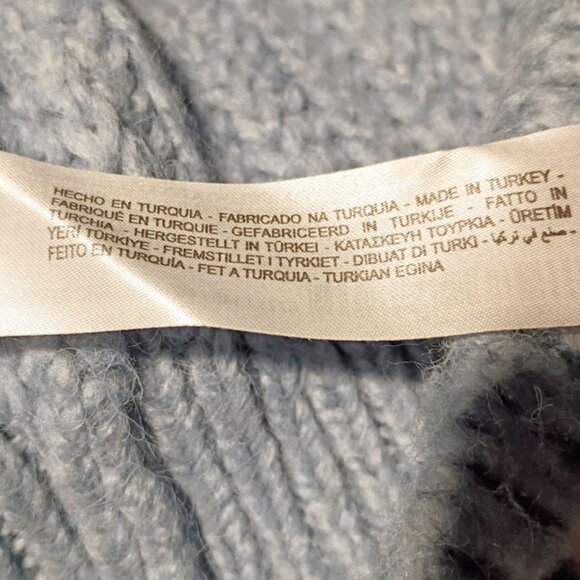 HECHO EN TURQUIA - FABRICADO NA TURQUIA - MADE IN TURKEY -
FABRIQUÉ EN TURQUIE - GEFABRICEERD IN TURKIJE - FATTO IN
TURCHIA - HERGESTELLT IN TÜRKEI - ΚΑΤΑΣΚΕΥΗ ΤΟΥΡΚΙΑ - ÜRETİM
YERİ TÜRKİYE - FREMSTILLET I TYRKIET - DIBUAT DI TURKI - صنع في تركيا -
FEITO EN TURQUÍA - FET A TURQUIA - TURKIAN EGINA